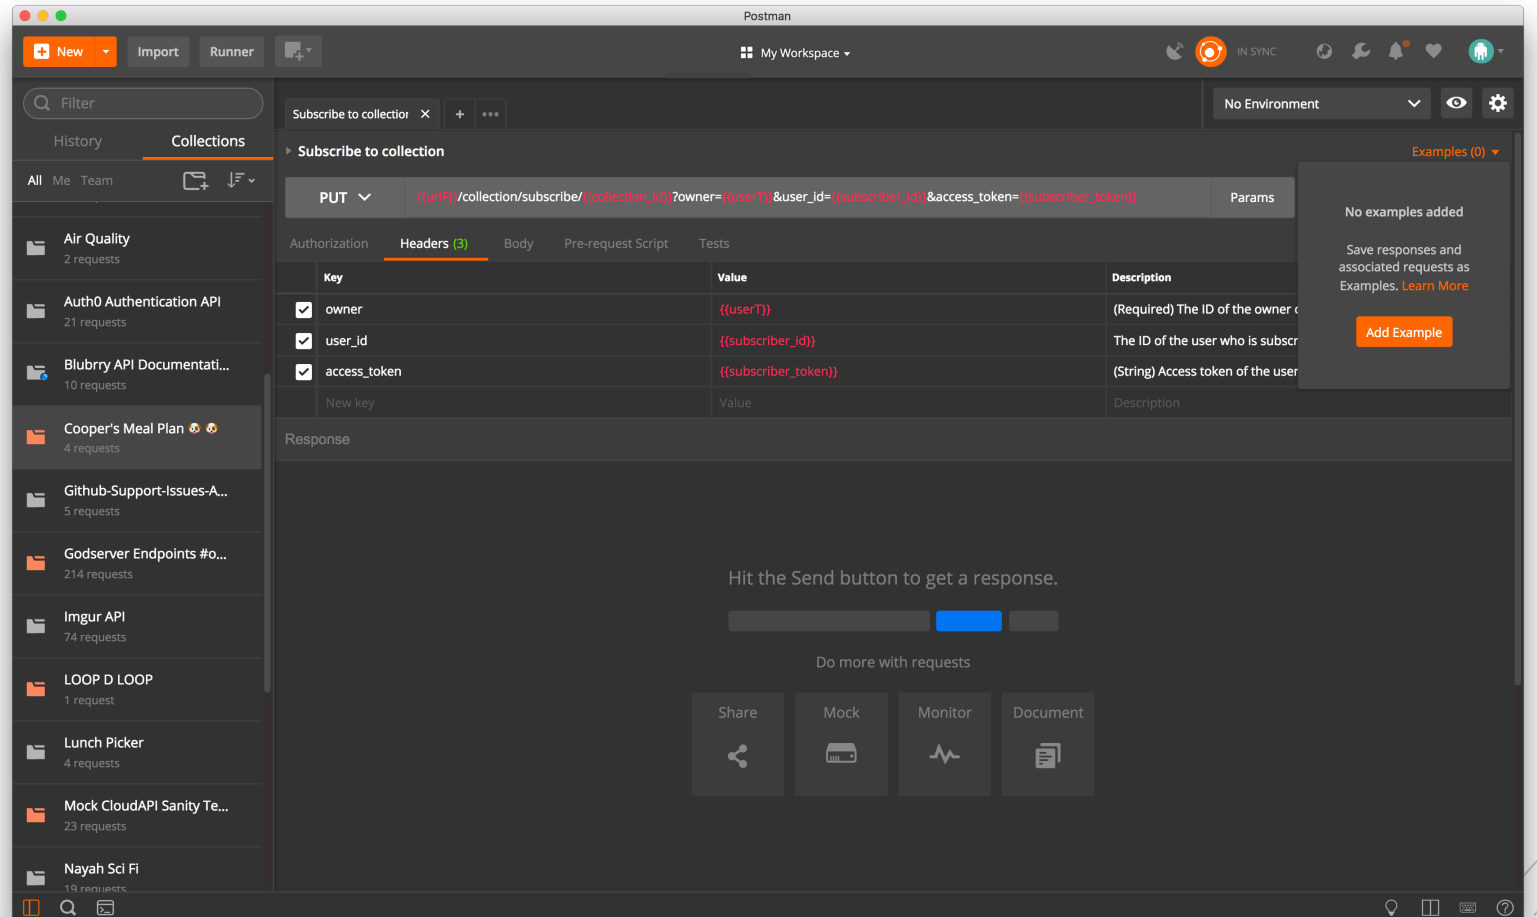 Postman
New
Import
Runner
My Workspace
IN SYNC
Filter
History
Collections
All Me Team
Air Quality
2 requests
Auth0 Authentication API
21 requests
Blubrry API Documentati...
10 requests
Cooper's Meal Plan 🐶 🐶
4 requests
Github-Support-Issues-A...
5 requests
Godserver Endpoints #o...
214 requests
Imgur API
74 requests
LOOP D LOOP
1 request
Lunch Picker
4 requests
Mock CloudAPI Sanity Te...
23 requests
Nayah Sci Fi
19 requests
Subscribe to collection
No Environment
Subscribe to collection
Examples (0)
PUT
{{urlF}}/collection/subscribe/{{collection_id}}?owner={{userT}}&user_id={{subscriber_id}}&access_token={{subscriber_token}}
Params
Authorization
Headers (3)
Body
Pre-request Script
Tests
Key Value Description
owner {{userT}} (Required) The ID of the owner
user_id {{subscriber_id}} The ID of the user who is subscr
access_token {{subscriber_token}} (String) Access token of the user
New key Value Description
No examples added
Save responses and
associated requests as
Examples. Learn More
Add Example
Response
Hit the Send button to get a response.
Do more with requests
Share
Mock
Monitor
Document